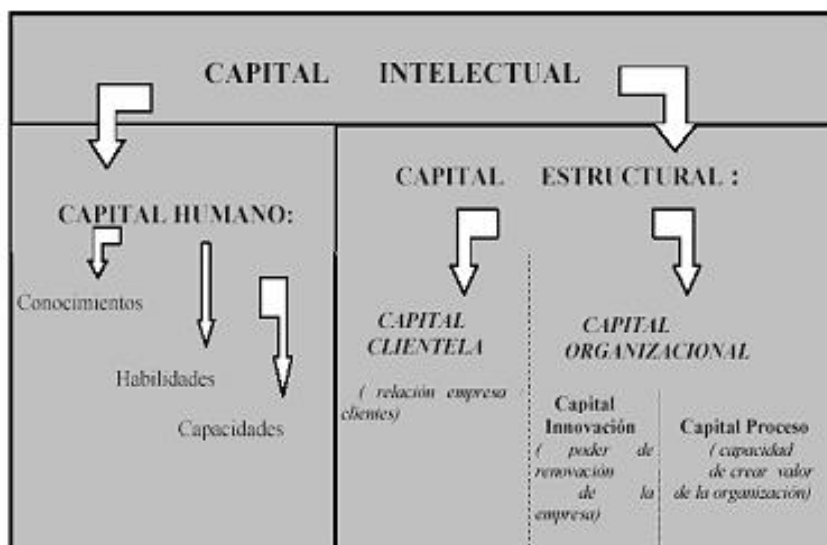 CAPITAL INTELECTUAL
CAPITAL HUMANO:
Conocimientos
Habilidades
Capacidades
CAPITAL ESTRUCTURAL :
CAPITAL
CLIENTELA
( relación empresa
clientes)
CAPITAL
ORGANIZACIONAL
Capital
Innovación
( poder de
renovación
de la
empresa)
Capital Proceso
( capacidad
de crear valor
de la organización)